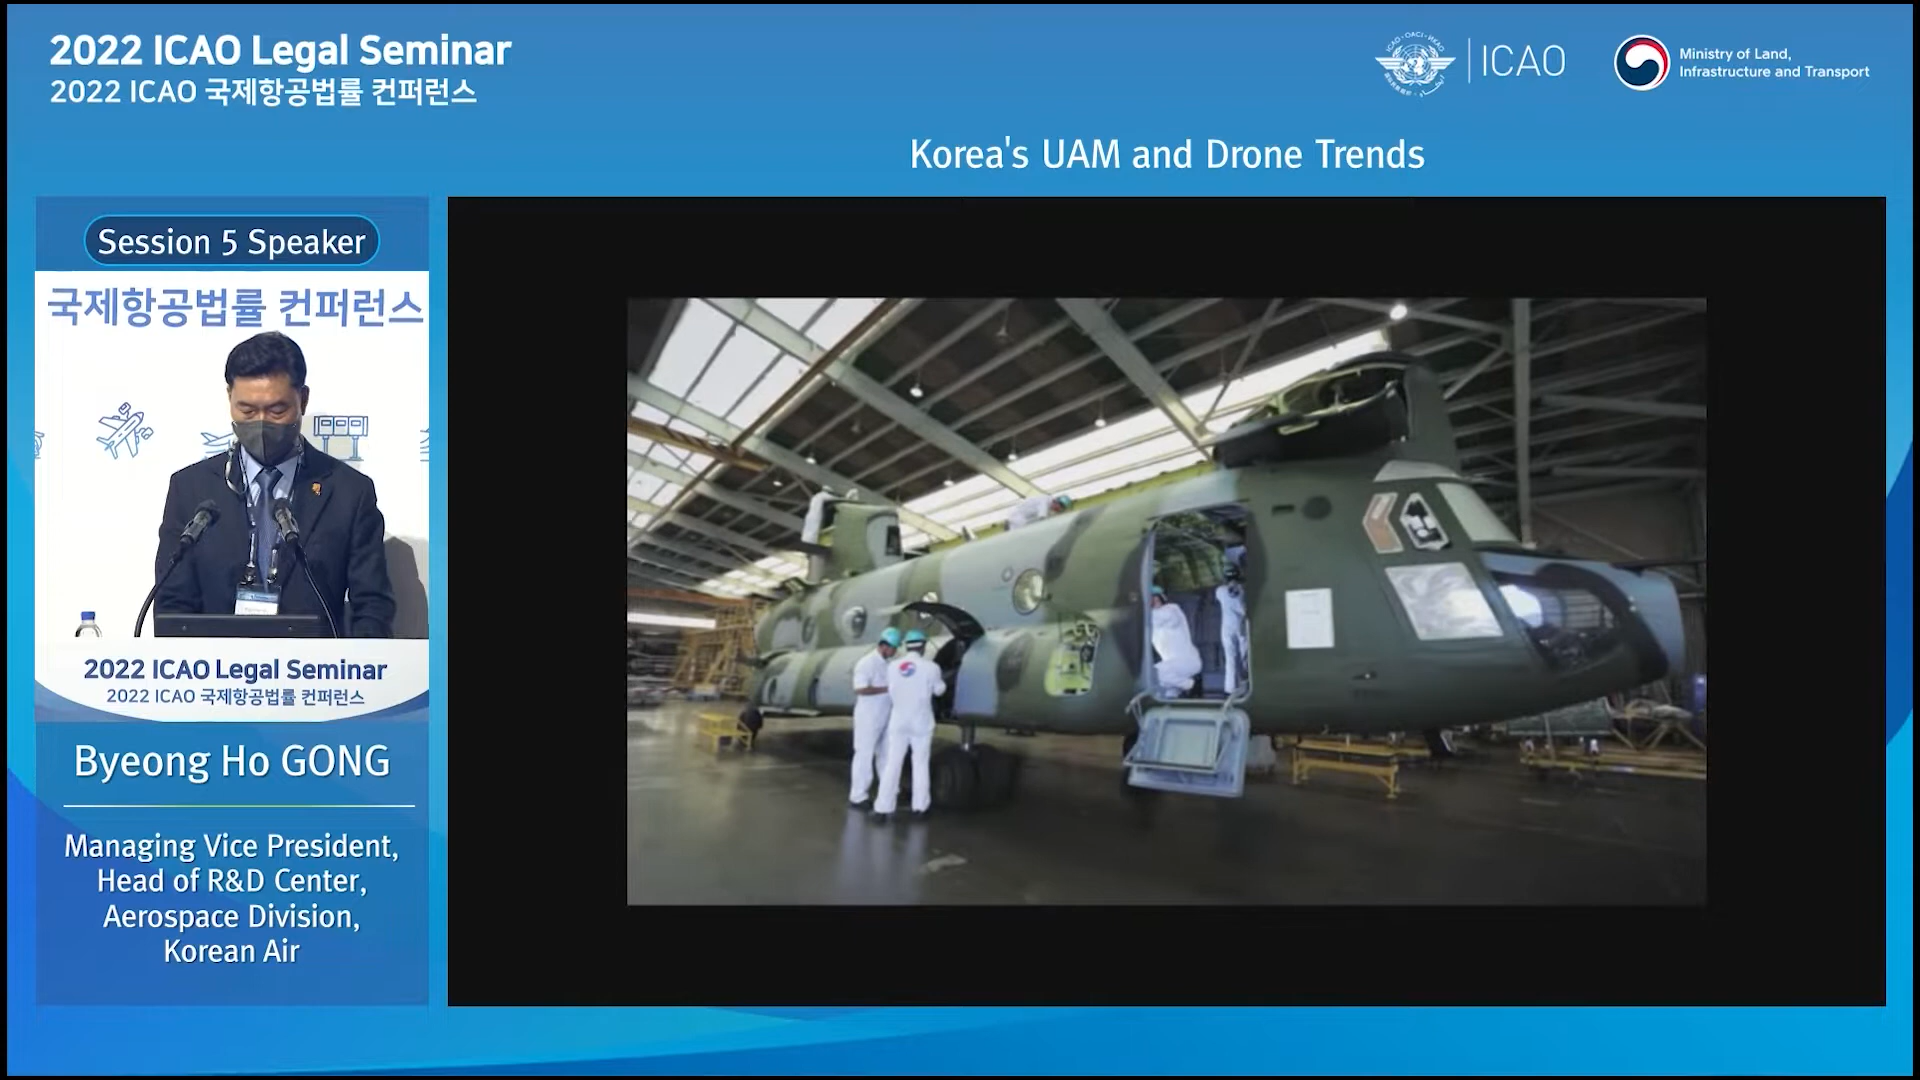 2022 ICAO Legal Seminar
2022 ICAO 국제항공법률 컨퍼런스
ICAO
Ministry of Land,
Infrastructure and Transport
Korea's UAM and Drone Trends
Session 5 Speaker
국제항공법률 컨퍼런스
2022 ICAO Legal Seminar
2022 ICAO 국제항공법률 컨퍼런스
Byeong Ho GONG
Managing Vice President,
Head of R&D Center,
Aerospace Division,
Korean Air